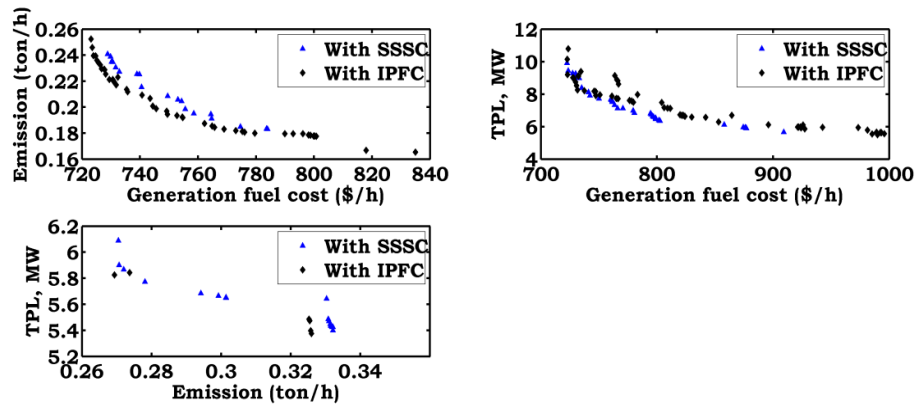 Emission (ton/h)
0.26
0.24
0.22
0.2
0.18
0.16
720 740 760 780 800 820 840
Generation fuel cost ($/h)
With SSSC
With IPFC
TPL, MW
12
10
8
6
4
700 800 900 1000
Generation fuel cost ($/h)
With SSSC
With IPFC
TPL, MW
6.2
6
5.8
5.6
5.4
5.2
0.26 0.28 0.3 0.32 0.34
Emission (ton/h)
With SSSC
With IPFC